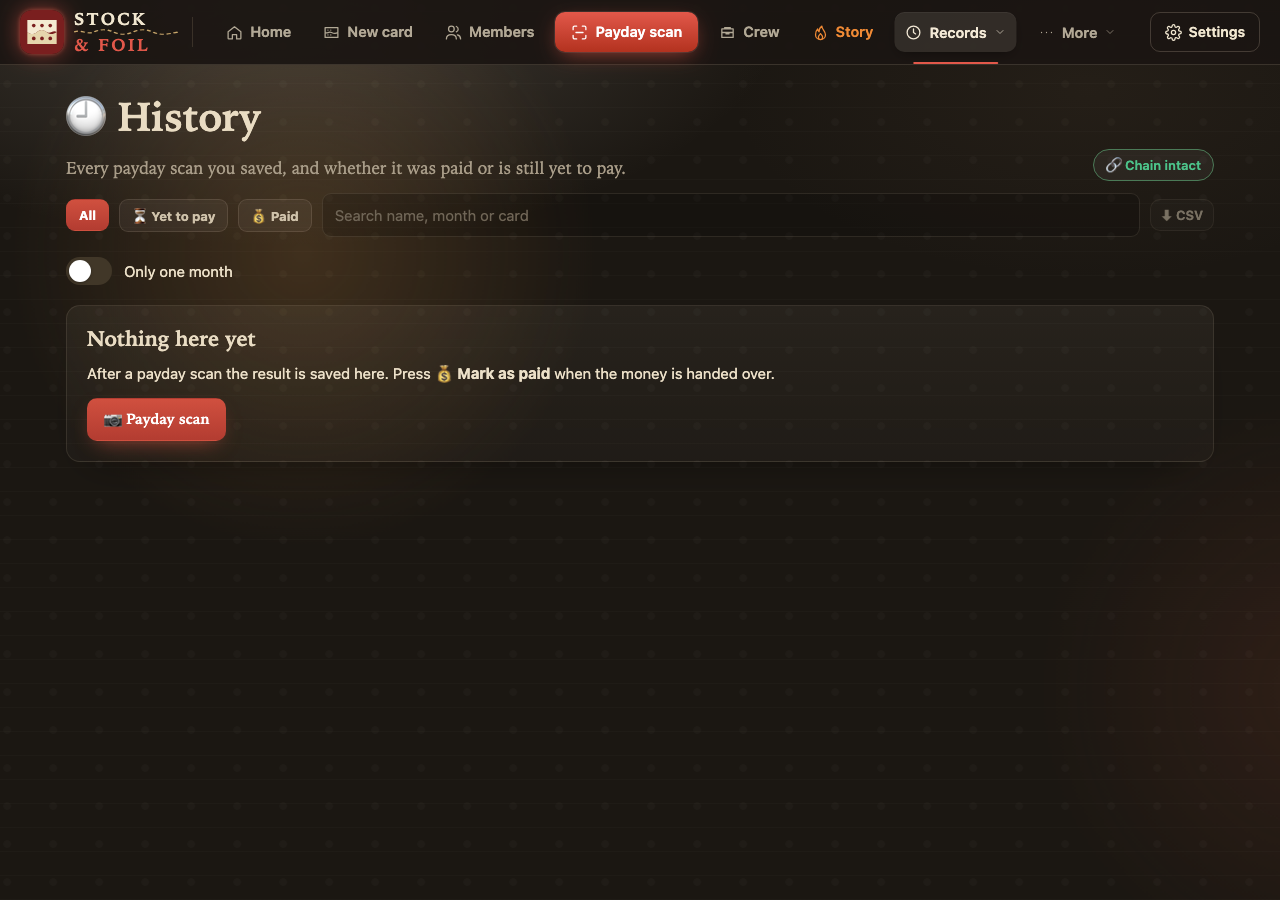 STOCK
& FOIL
Home
New card
Members
Payday scan
Crew
Story
Records
More
Settings
History
Every payday scan you saved, and whether it was paid or is still yet to pay.
Chain intact
All
Yet to pay
Paid
Search name, month or card
CSV
Only one month
Nothing here yet
After a payday scan the result is saved here. Press 💰 Mark as paid when the money is handed over.
Payday scan